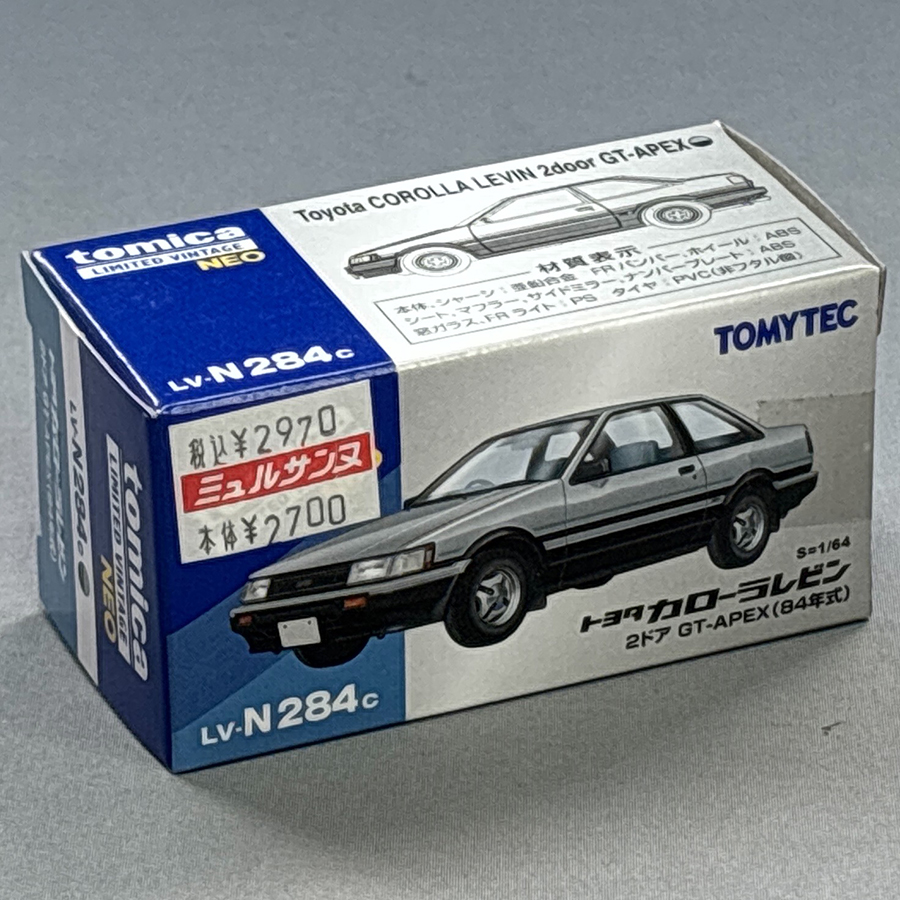 Toyota COROLLA LEVIN 2door GT-APEX
tomica
LIMITED VINTAGE
NEO
材質表示
本体、シャーシ：亜鉛合金 FRバンパー、ホイール：ABS
シート、マフラー、サイドミラー、ナンバープレート：ABS
窓ガラス、FRライト：PS タイヤ：PVC(非フタル酸)
LV-N284c
TOMYTEC
税込¥2970
ミュルサンヌ
本体¥2700
S=1/64
トヨタ カローラレビン
2ドア GT-APEX(84年式)
LV-N284c
LV-N284c
tomica
LIMITED VINTAGE
NEO